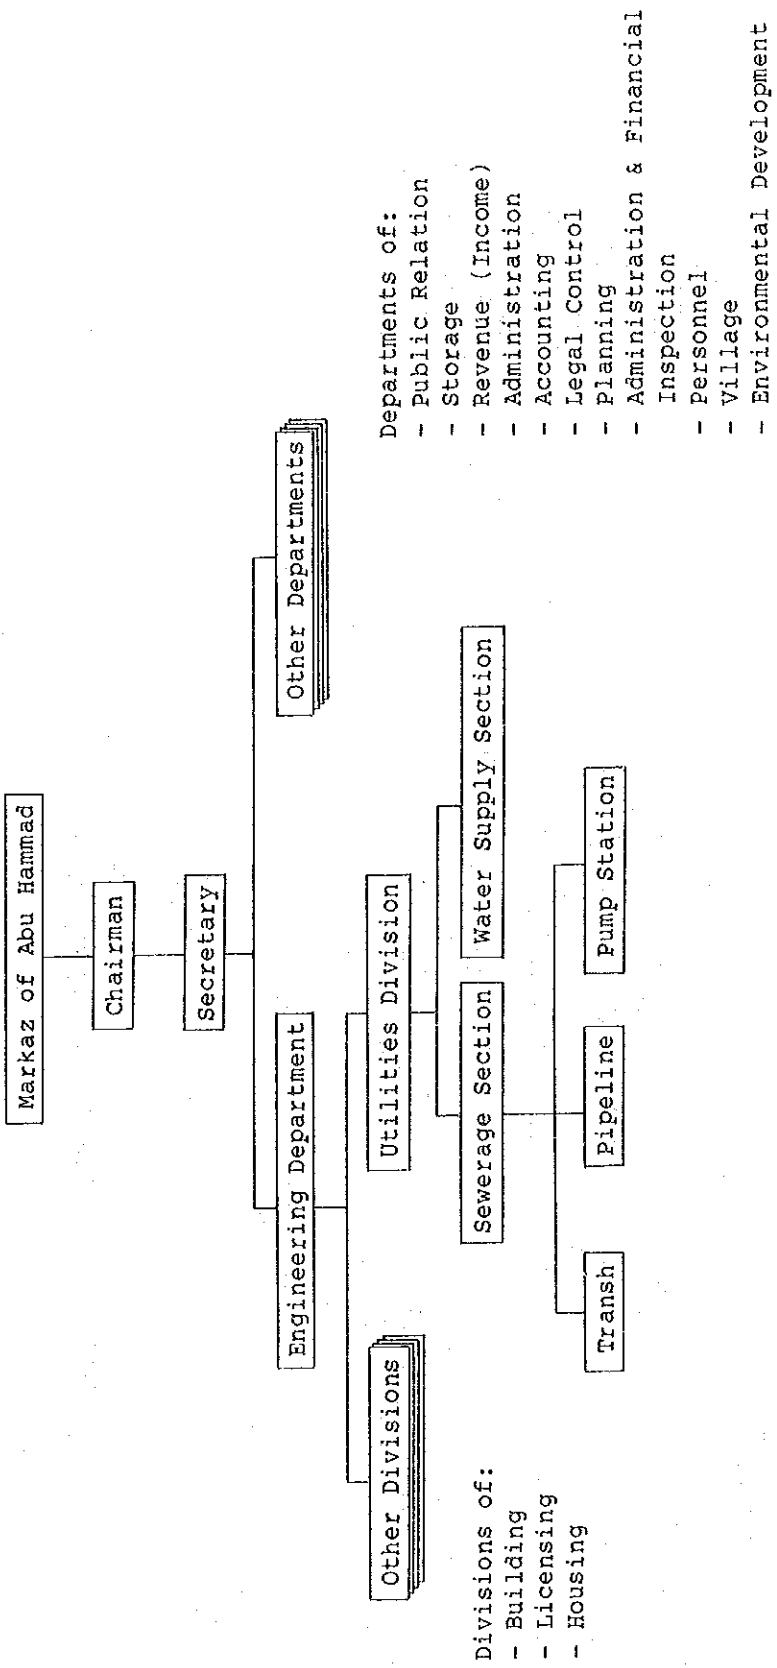 Markaz of Abu Hammad
Chairman
Secretary
Engineering Department
Other Departments
Other Divisions
Utilities Division
Sewerage Section
Water Supply Section
Transh
Pipeline
Pump Station
Divisions of:
- Building
- Licensing
- Housing
Departments of:
- Public Relation
- Storage
- Revenue (Income)
- Administration
- Accounting
- Legal Control
- Planning
- Administration & Financial
Inspection
- Personnel
- Village
- Environmental Development